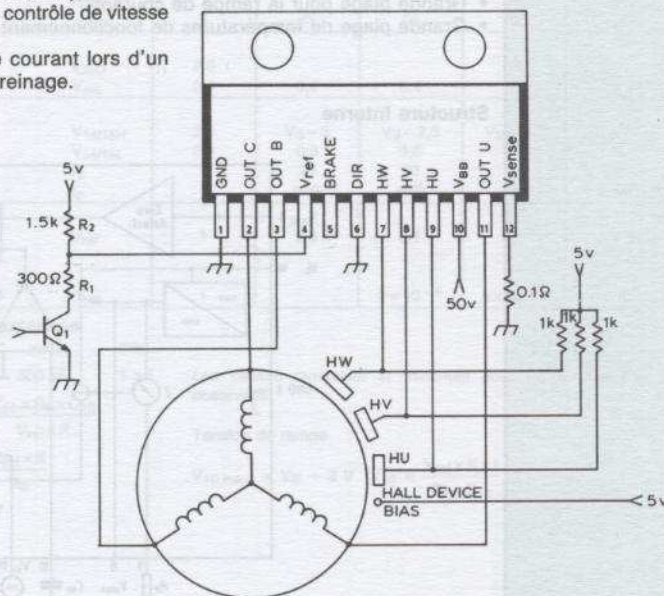 contrôle de vitesse
courant lors d'un
reinage.
GND
OUT C
OUT B
Vref
BRAKE
DIR
HW
HV
HU
VBB
OUT U
Vsense
1 2 3 4 5 6 7 8 9 10 11 12
5v
1.5k R2
300Ω R1
Q1
50v
0.1Ω
5v
1k 1k 1k
HW
HV
HU
HALL DEVICE
BIAS
5v